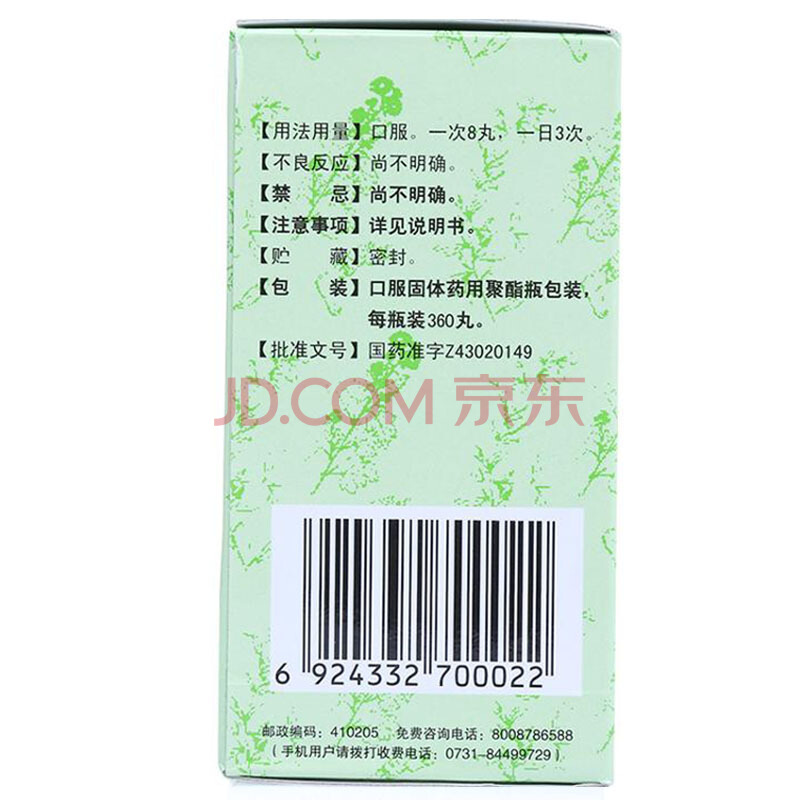 【用法用量】口服。一次8丸，一日3次。
【不良反应】尚不明确。
【禁　　忌】尚不明确。
【注意事项】详见说明书。
【贮　　藏】密封。
【包　　装】口服固体药用聚酯瓶包装，
每瓶装360丸。
【批准文号】国药准字Z43020149
JD.COM 京东
6 924332 700022
邮政编码：410205　免费咨询电话：8008786588
（手机用户请拨打收费电话：0731-84499729）